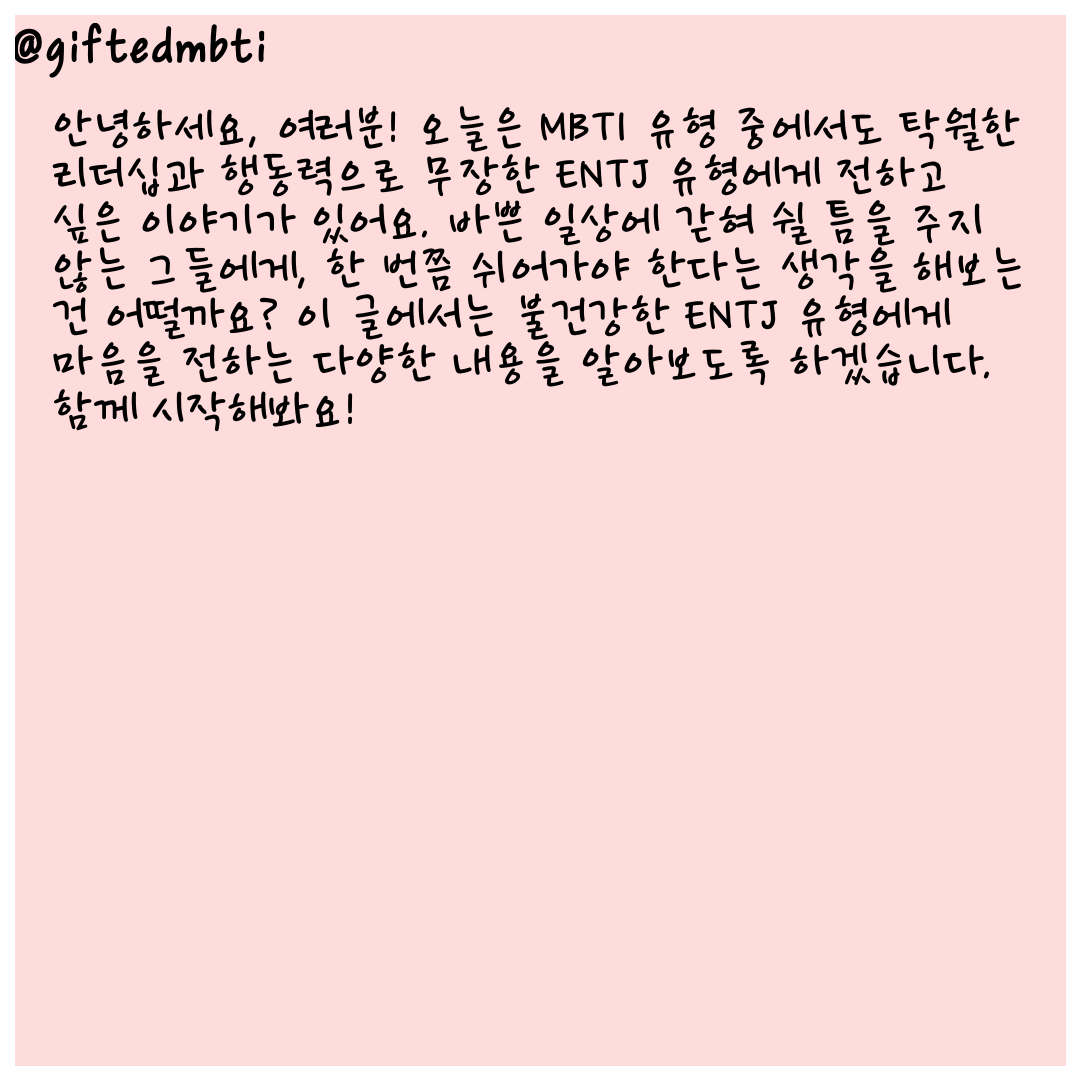 @giftedmbti
안녕하세요, 여러분! 오늘은 MBTI 유형 중에서도 탁월한
리더십과 행동력으로 무장한 ENTJ 유형에게 전하고
싶은 이야기가 있어요. 바쁜 일상에 갇혀 쉴 틈을 주지
않는 그들에게, 한 번쯤 쉬어가야 한다는 생각을 해보는
건 어떨까요? 이 글에서는 불건강한 ENTJ 유형에게
마음을 전하는 다양한 내용을 알아보도록 하겠습니다.
함께 시작해봐요!